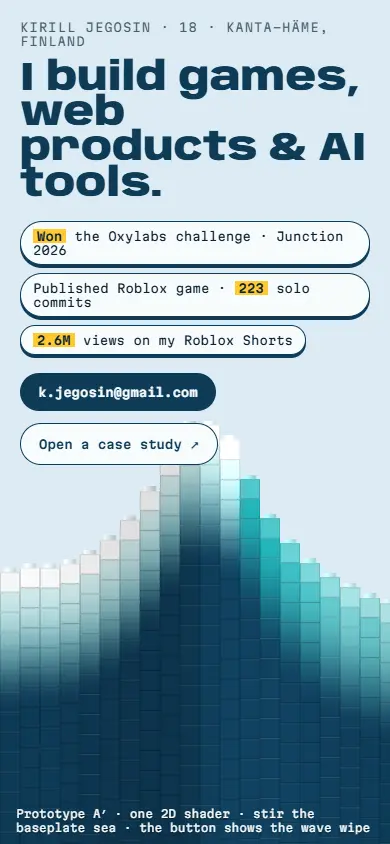 KIRILL JEGOSIN · 18 · KANTA-HÄME,
FINLAND
I build games,
web
products & AI
tools.
Won the Oxylabs challenge · Junction
2026
Published Roblox game · 223 solo
commits
2.6M views on my Roblox Shorts
k.jegosin@gmail.com
Open a case study ↗
Prototype A′ · one 2D shader · stir the
baseplate sea · the button shows the wave wipe